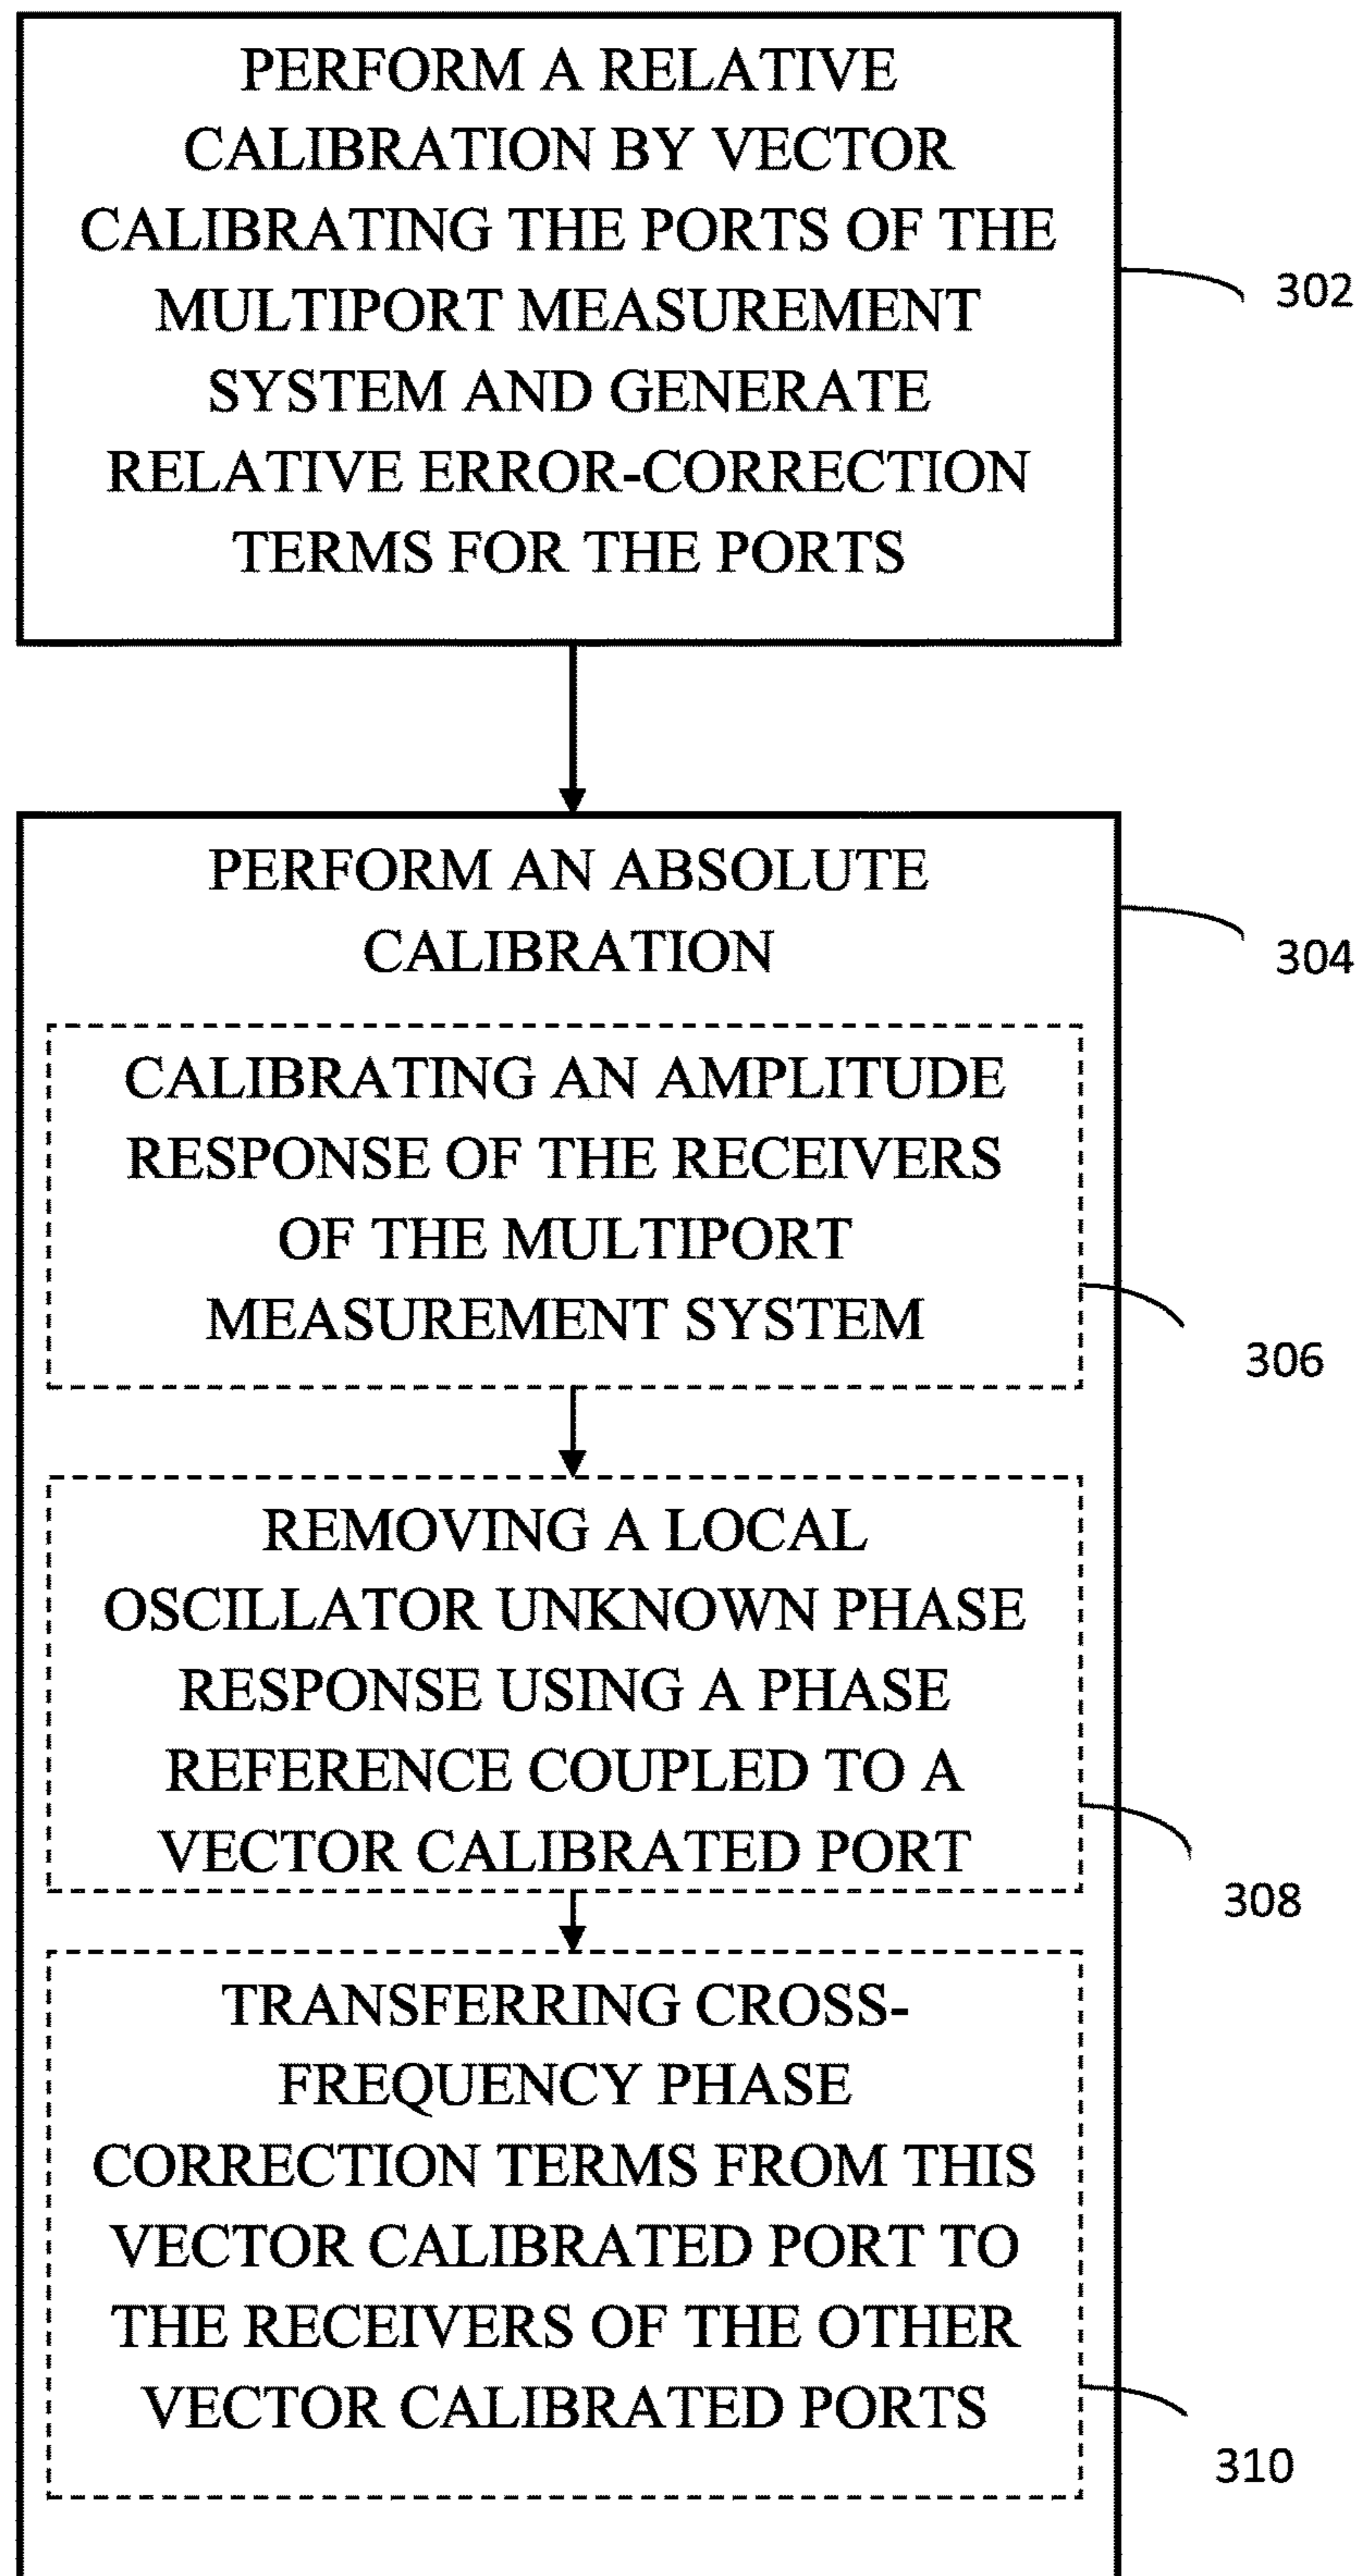 PERFORM A RELATIVE
CALIBRATION BY VECTOR
CALIBRATING THE PORTS OF THE
MULTIPORT MEASUREMENT
SYSTEM AND GENERATE
RELATIVE ERROR-CORRECTION
TERMS FOR THE PORTS
302
PERFORM AN ABSOLUTE
CALIBRATION
304
CALIBRATING AN AMPLITUDE
RESPONSE OF THE RECEIVERS
OF THE MULTIPORT
MEASUREMENT SYSTEM
306
REMOVING A LOCAL
OSCILLATOR UNKNOWN PHASE
RESPONSE USING A PHASE
REFERENCE COUPLED TO A
VECTOR CALIBRATED PORT
308
TRANSFERRING CROSS-
FREQUENCY PHASE
CORRECTION TERMS FROM THIS
VECTOR CALIBRATED PORT TO
THE RECEIVERS OF THE OTHER
VECTOR CALIBRATED PORTS
310